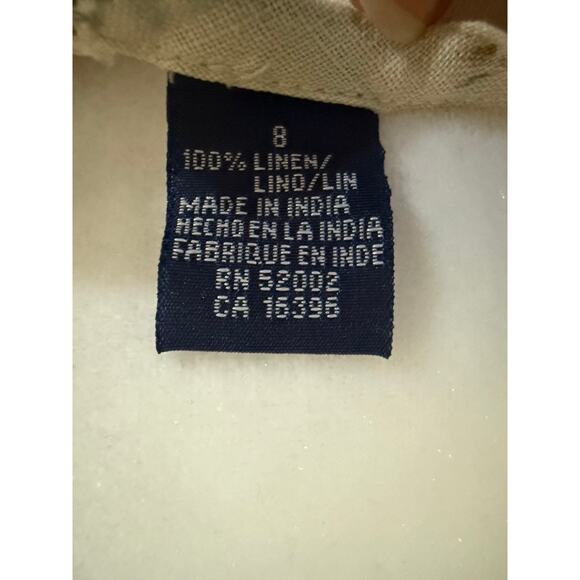 8
100% LINEN/
LINO/LIN
MADE IN INDIA
HECHO EN LA INDIA
FABRIQUE EN INDE
RN 52002
CA 16396